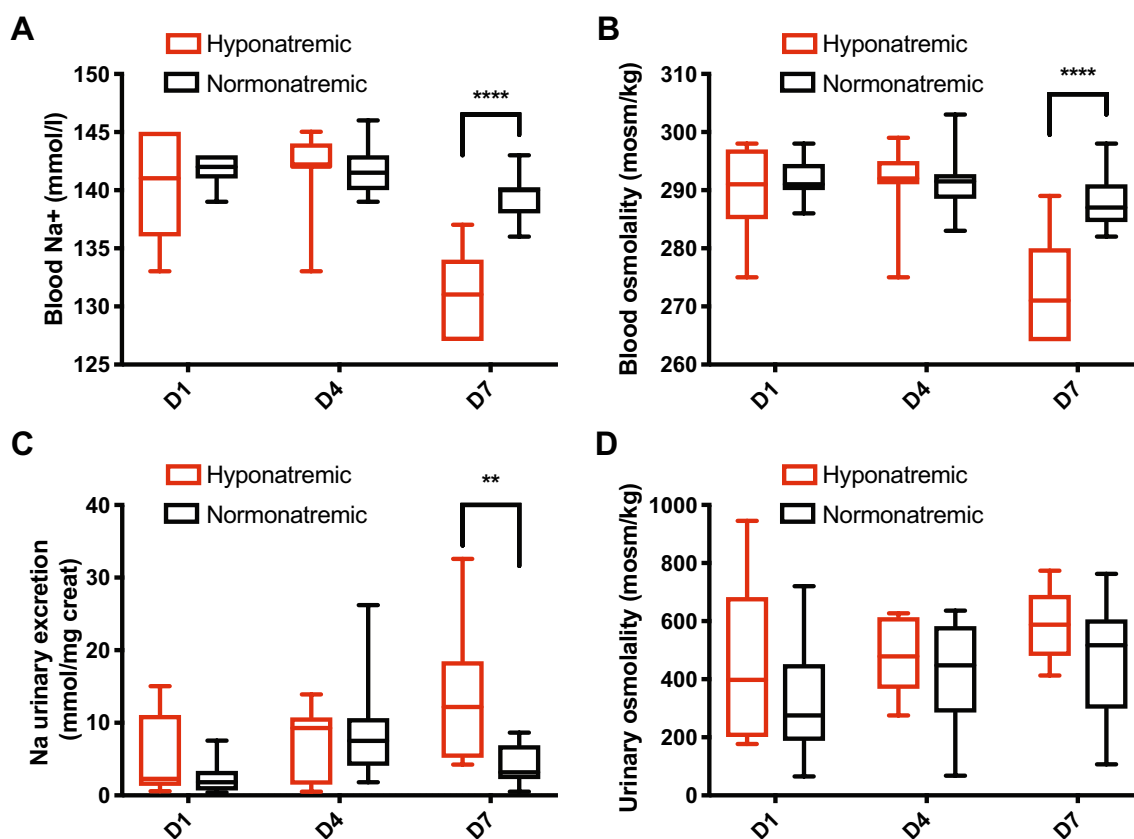 A
Hyponatremic
Normonatremic
Blood Na+ (mmol/l)
150
145
140
135
130
125
****
D1
D4
D7
B
Hyponatremic
Normonatremic
Blood osmolality (mosm/kg)
310
300
290
280
270
260
****
D1
D4
D7
C
Hyponatremic
Normonatremic
Na urinary excretion
(mmol/mg creat)
40
30
20
10
0
**
D1
D4
D7
D
Hyponatremic
Normonatremic
Urinary osmolality (mosm/kg)
1000
800
600
400
200
0
D1
D4
D7